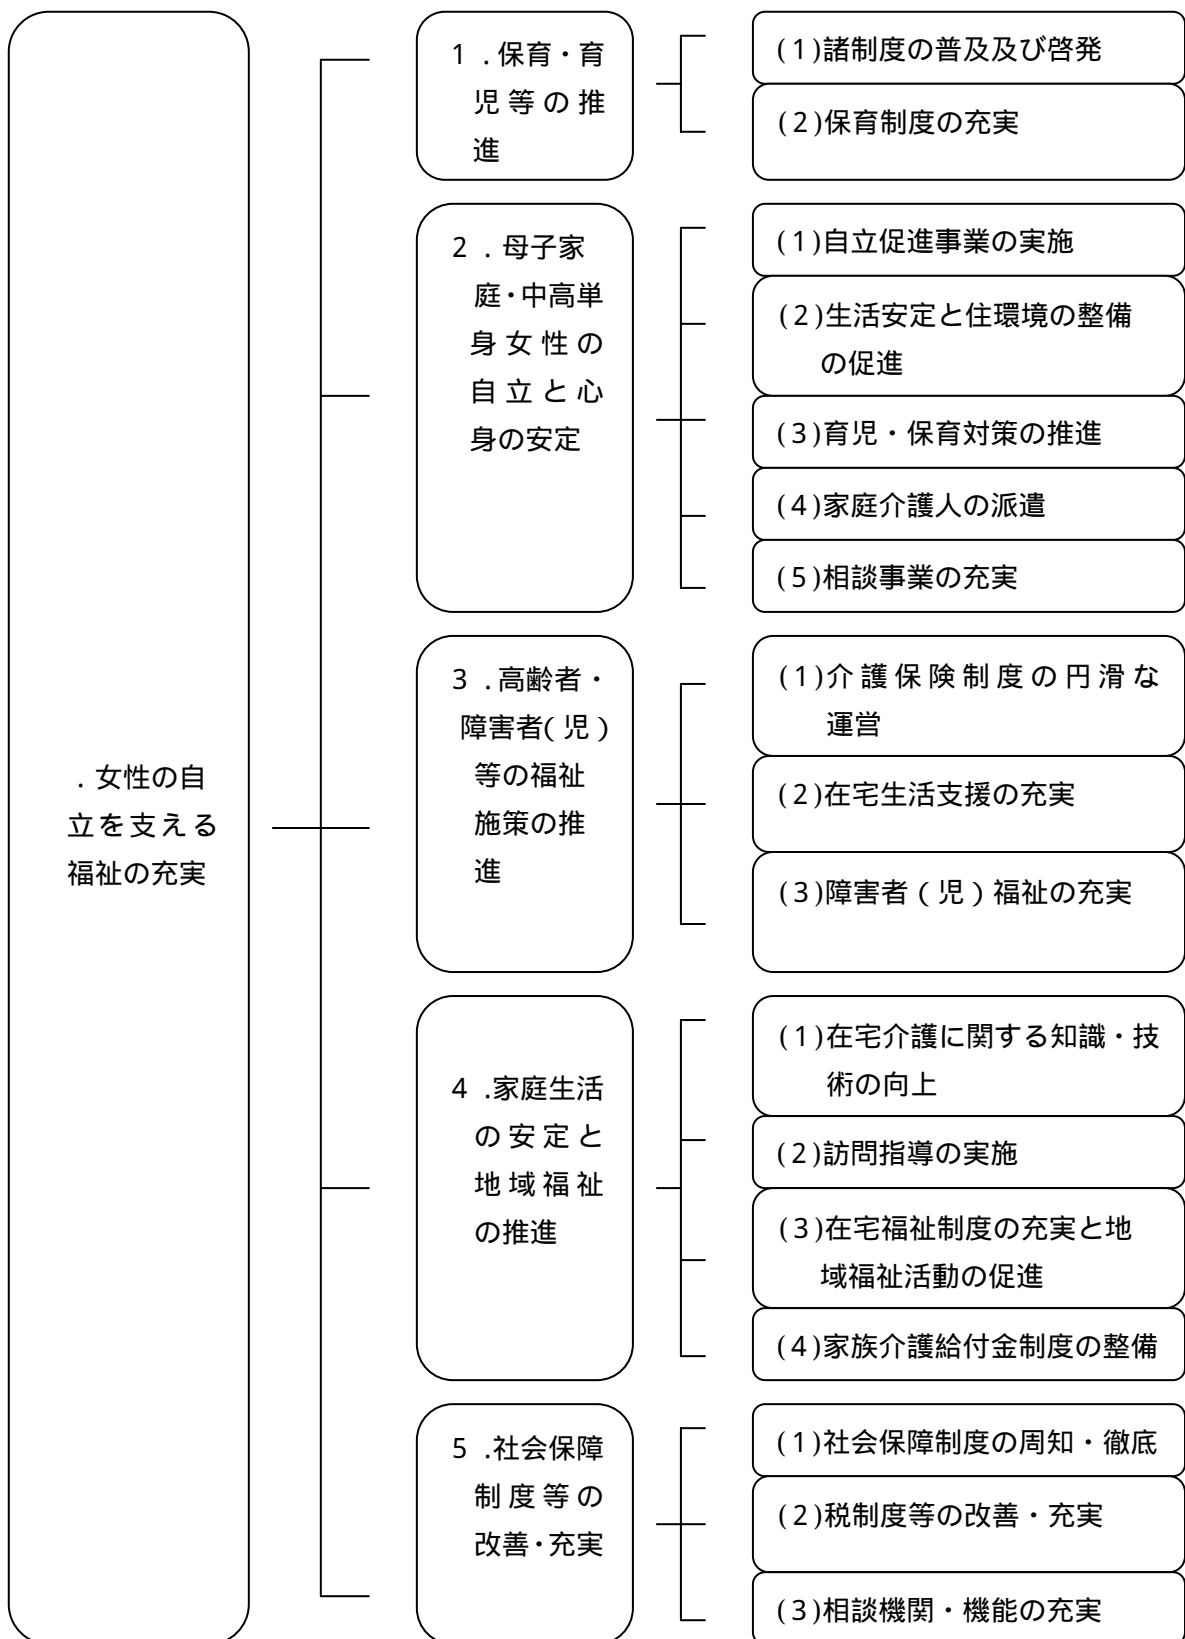 ．女性の自
立を支える
福祉の充実
1．保育・育
児等の推
進
(1)諸制度の普及及び啓発
(2)保育制度の充実
2．母子家
庭・中高単
身女性の
自立と心
身の安定
(1)自立促進事業の実施
(2)生活安定と住環境の整備
の促進
(3)育児・保育対策の推進
(4)家庭介護人の派遣
(5)相談事業の充実
3．高齢者・
障害者(児)
等の福祉
施策の推
進
(1)介護保険制度の円滑な
運営
(2)在宅生活支援の充実
(3)障害者(児)福祉の充実
4．家庭生活
の安定と
地域福祉
の推進
(1)在宅介護に関する知識・技
術の向上
(2)訪問指導の実施
(3)在宅福祉制度の充実と地
域福祉活動の促進
(4)家族介護給付金制度の整備
5．社会保障
制度等の
改善・充実
(1)社会保障制度の周知・徹底
(2)税制度等の改善・充実
(3)相談機関・機能の充実